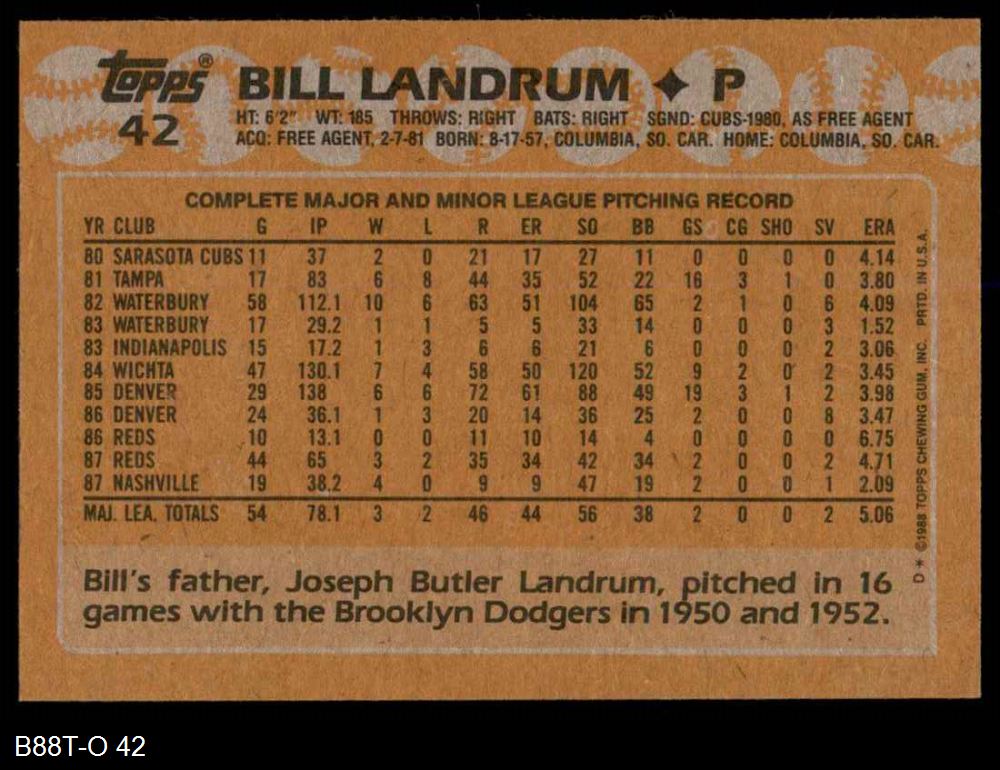 Topps® BILL LANDRUM ✦ P
42 HT: 6'2" WT: 185 THROWS: RIGHT BATS: RIGHT SGND: CUBS-1980, AS FREE AGENT
ACQ: FREE AGENT, 2-7-81 BORN: 8-17-57, COLUMBIA, SO. CAR. HOME: COLUMBIA, SO. CAR.
COMPLETE MAJOR AND MINOR LEAGUE PITCHING RECORD
YR CLUB G IP W L R ER SO BB GS CG SHO SV ERA
80 SARASOTA CUBS 11 37 2 0 21 17 27 11 0 0 0 0 4.14
81 TAMPA 17 83 6 8 44 35 52 22 16 3 1 0 3.80
82 WATERBURY 58 112.1 10 6 63 51 104 65 2 1 0 6 4.09
83 WATERBURY 17 29.2 1 1 5 5 33 14 0 0 0 3 1.52
83 INDIANAPOLIS 15 17.2 1 3 6 6 21 6 0 0 0 2 3.06
84 WICHTA 47 130.1 7 4 58 50 120 52 9 2 0 2 3.45
85 DENVER 29 138 6 6 72 61 88 49 19 3 1 2 3.98
86 DENVER 24 36.1 1 3 20 14 36 25 2 0 0 8 3.47
86 REDS 10 13.1 0 0 11 10 14 4 0 0 0 0 6.75
87 REDS 44 65 3 2 35 34 42 34 2 0 0 2 4.71
87 NASHVILLE 19 38.2 4 0 9 9 47 19 2 0 0 1 2.09
MAJ. LEA. TOTALS 54 78.1 3 2 46 44 56 38 2 0 0 2 5.06
Bill's father, Joseph Butler Landrum, pitched in 16
games with the Brooklyn Dodgers in 1950 and 1952.
D* ©1988 TOPPS CHEWING GUM, INC. PRTD. IN U.S.A.
B88T-O 42